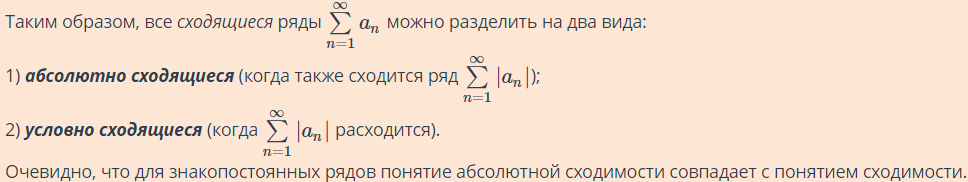 Таким образом, все сходящиеся ряды $\sum_{n=1}^{\infty} a_n$ можно разделить на два вида:
1) абсолютно сходящиеся (когда также сходится ряд $\sum_{n=1}^{\infty} |a_n|$);
2) условно сходящиеся (когда $\sum_{n=1}^{\infty} |a_n|$ расходится).
Очевидно, что для знакопостоянных рядов понятие абсолютной сходимости совпадает с понятием сходимости.